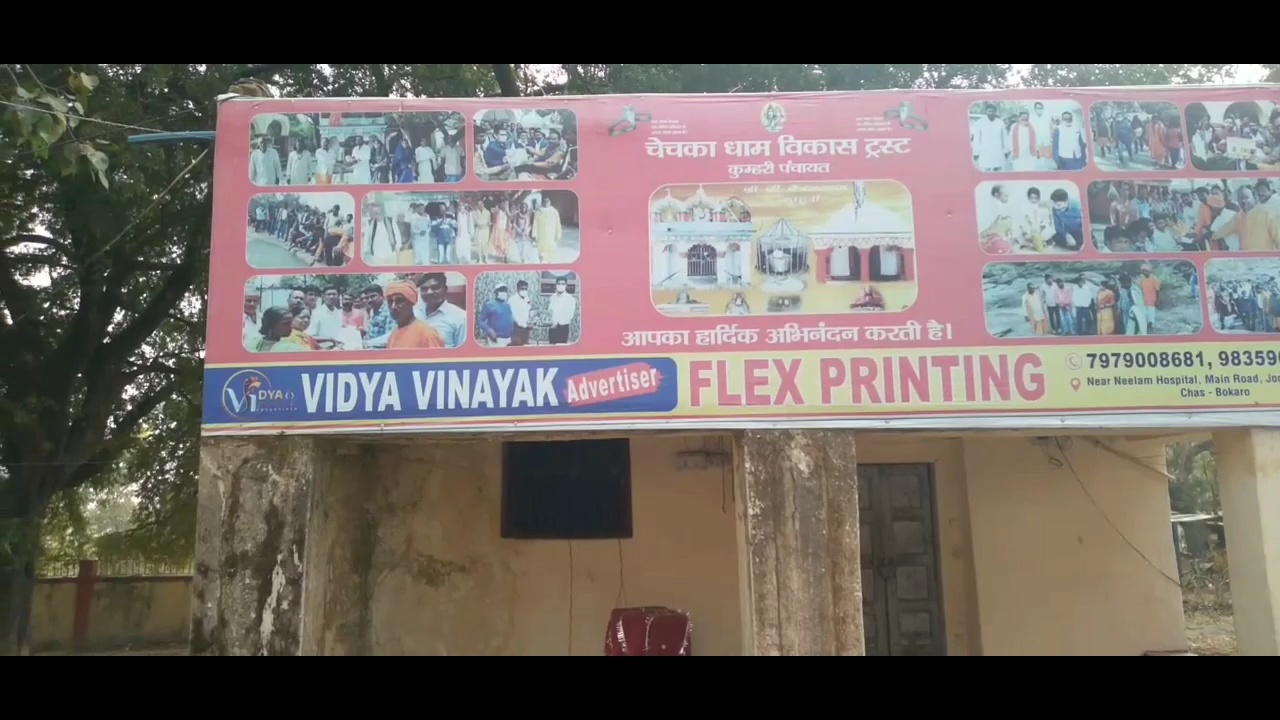 चेचका धाम विकास ट्रस्ट
कुम्हरी पंचायत
आपका हार्दिक अभिनंदन करती है।
VIDYA VINAYAK Advertiser FLEX PRINTING
7979008681, 98359
Near Neelam Hospital, Main Road, Jo
Chas - Bokaro